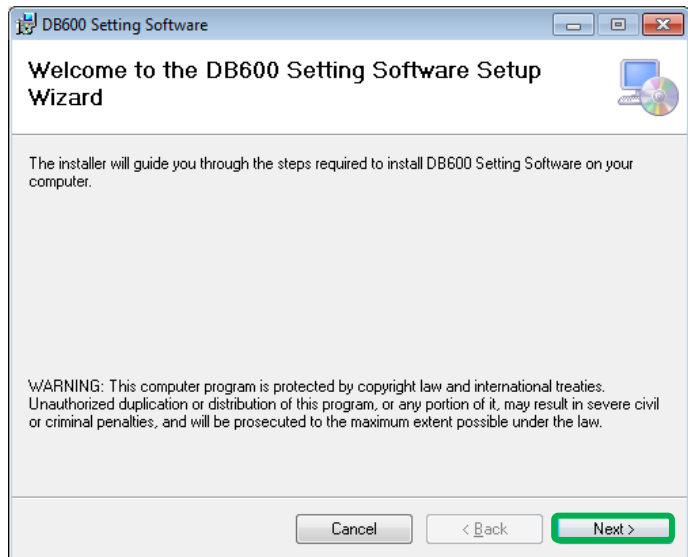 DB600 Setting Software
Welcome to the DB600 Setting Software Setup
Wizard
The installer will guide you through the steps required to install DB600 Setting Software on your
computer.
WARNING: This computer program is protected by copyright law and international treaties.
Unauthorized duplication or distribution of this program, or any portion of it, may result in severe civil
or criminal penalties, and will be prosecuted to the maximum extent possible under the law.
Cancel < Back Next >